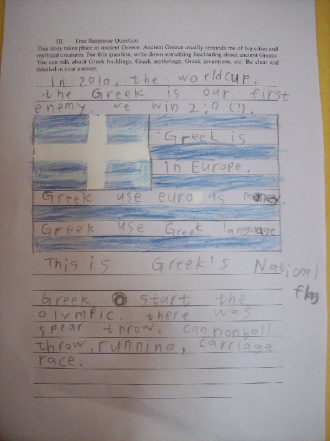 III Free Response Question
This story takes place in ancient Greece. Ancient Greece usually reminds me of big cities and
mythical creatures. For this question, write down something fascinating about ancient Greece.
You can talk about Greek buildings, Greek mythology, Greek inventions, etc. Be clear and
detailed in your answer.
In 2010, the worldcup.
the Greek is our first
enemy. we win 2:0 (?).
Greek is
In Europe.
Greek use euro as money.
Greek use Greek language
This is Greek's National
flag
Greek start the
olympic. there was
spear throw, cannonball
throw, running, carriage
race.